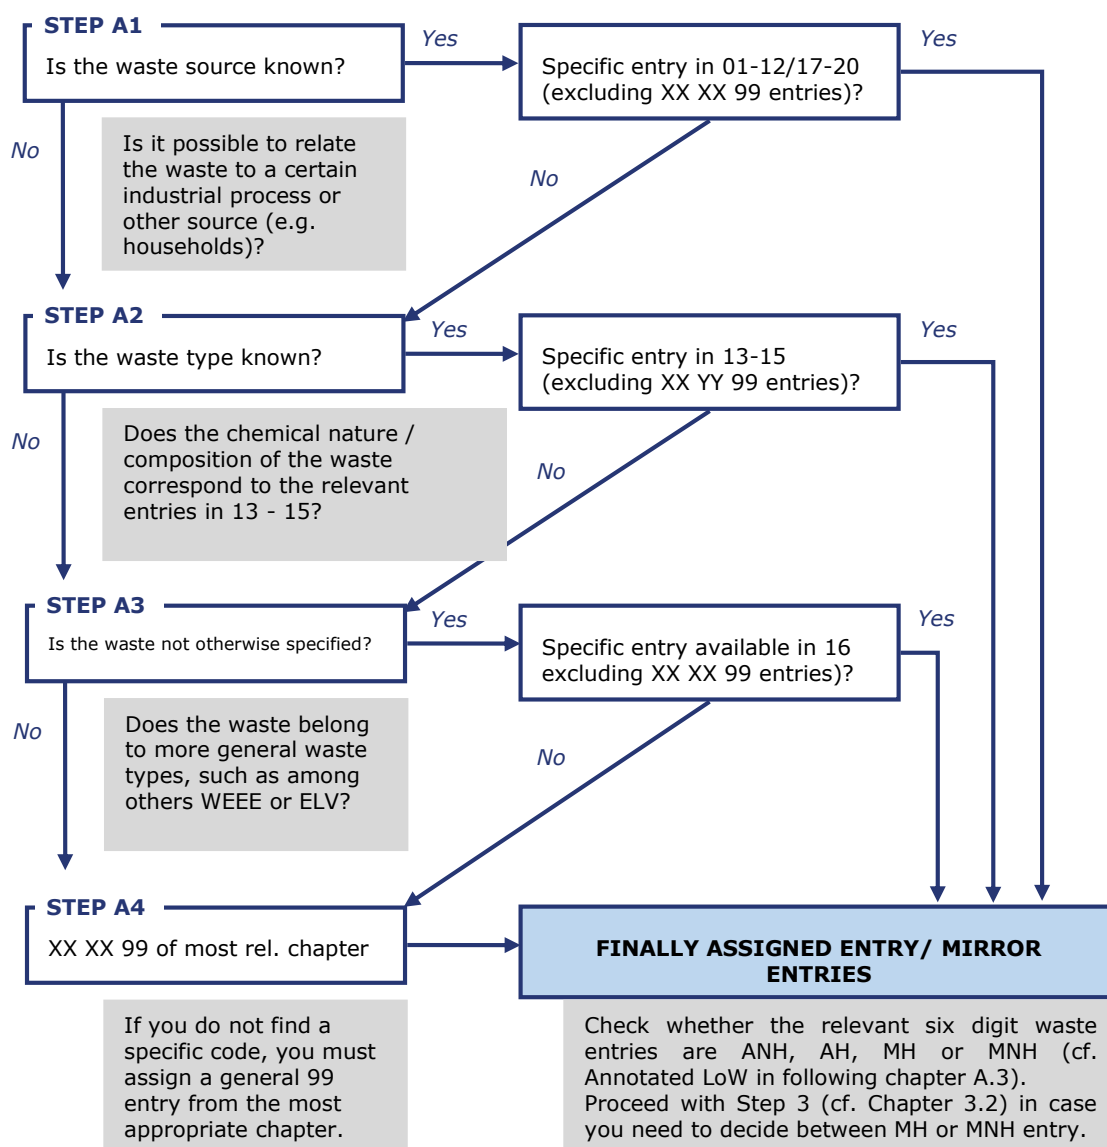 STEP A1
Is the waste source known?
Yes
Specific entry in 01-12/17-20
(excluding XX XX 99 entries)?
Yes
No
Is it possible to relate
the waste to a certain
industrial process or
other source (e.g.
households)?
No
STEP A2
Is the waste type known?
Yes
Specific entry in 13-15
(excluding XX YY 99 entries)?
Yes
No
Does the chemical nature /
composition of the waste
correspond to the relevant
entries in 13 - 15?
No
STEP A3
Is the waste not otherwise specified?
Yes
Specific entry available in 16
excluding XX XX 99 entries)?
Yes
No
Does the waste belong
to more general waste
types, such as among
others WEEE or ELV?
No
STEP A4
XX XX 99 of most rel. chapter
FINALLY ASSIGNED ENTRY/ MIRROR
ENTRIES
If you do not find a
specific code, you must
assign a general 99
entry from the most
appropriate chapter.
Check whether the relevant six digit waste
entries are ANH, AH, MH or MNH (cf.
Annotated LoW in following chapter A.3).
Proceed with Step 3 (cf. Chapter 3.2) in case
you need to decide between MH or MNH entry.